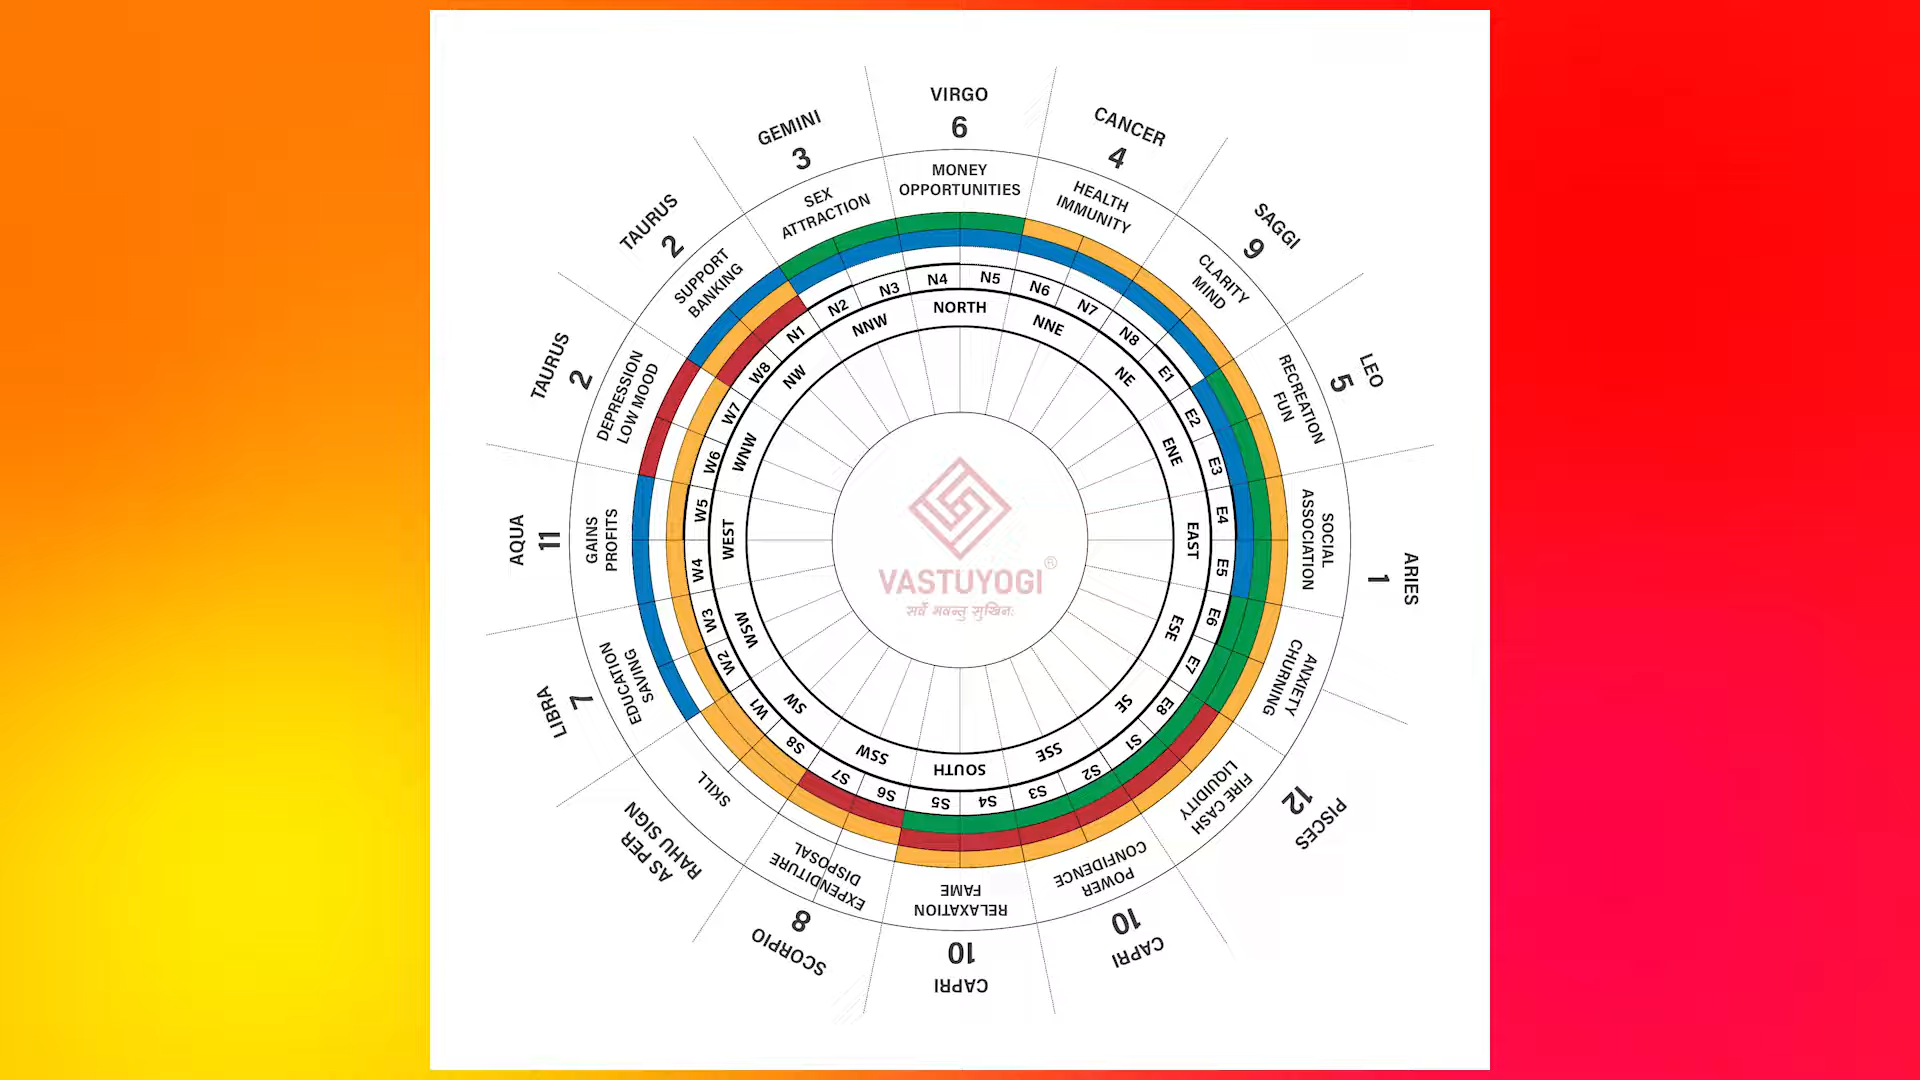 VIRGO
6
MONEY
OPPORTUNITIES
CANCER
4
HEALTH
IMMUNITY
SAGGI
9
CLARITY
MIND
LEO
5
RECREATION
FUN
ARIES
1
SOCIAL
ASSOCIATION
ANXIETY
CHURNING
PISCES
12
FIRE CASH
LIQUIDITY
CAPRI
10
POWER
CONFIDENCE
CAPRI
10
RELAXATION
FAME
SCORPIO
8
EXPENDITURE
DISPOSAL
AS PER
RAHU SIGN
SKILL
LIBRA
7
EDUCATION
SAVING
AQUA
11
GAINS
PROFITS
TAURUS
2
DEPRESSION
LOW MOOD
TAURUS
2
SUPPORT
BANKING
GEMINI
3
SEX
ATTRACTION
N1
N2
N3
N4
N5
N6
N7
N8
E1
E2
E3
E4
E5
E6
E7
E8
S1
S2
S3
S4
S5
S6
S7
S8
W1
W2
W3
W4
W5
W6
W7
W8
NORTH
NNE
NE
ENE
EAST
ESE
SE
SSE
SOUTH
SSW
SW
WSW
WEST
WNW
NW
NNW
VASTUYOGI®
सर्वे भवन्तु सुखिनः